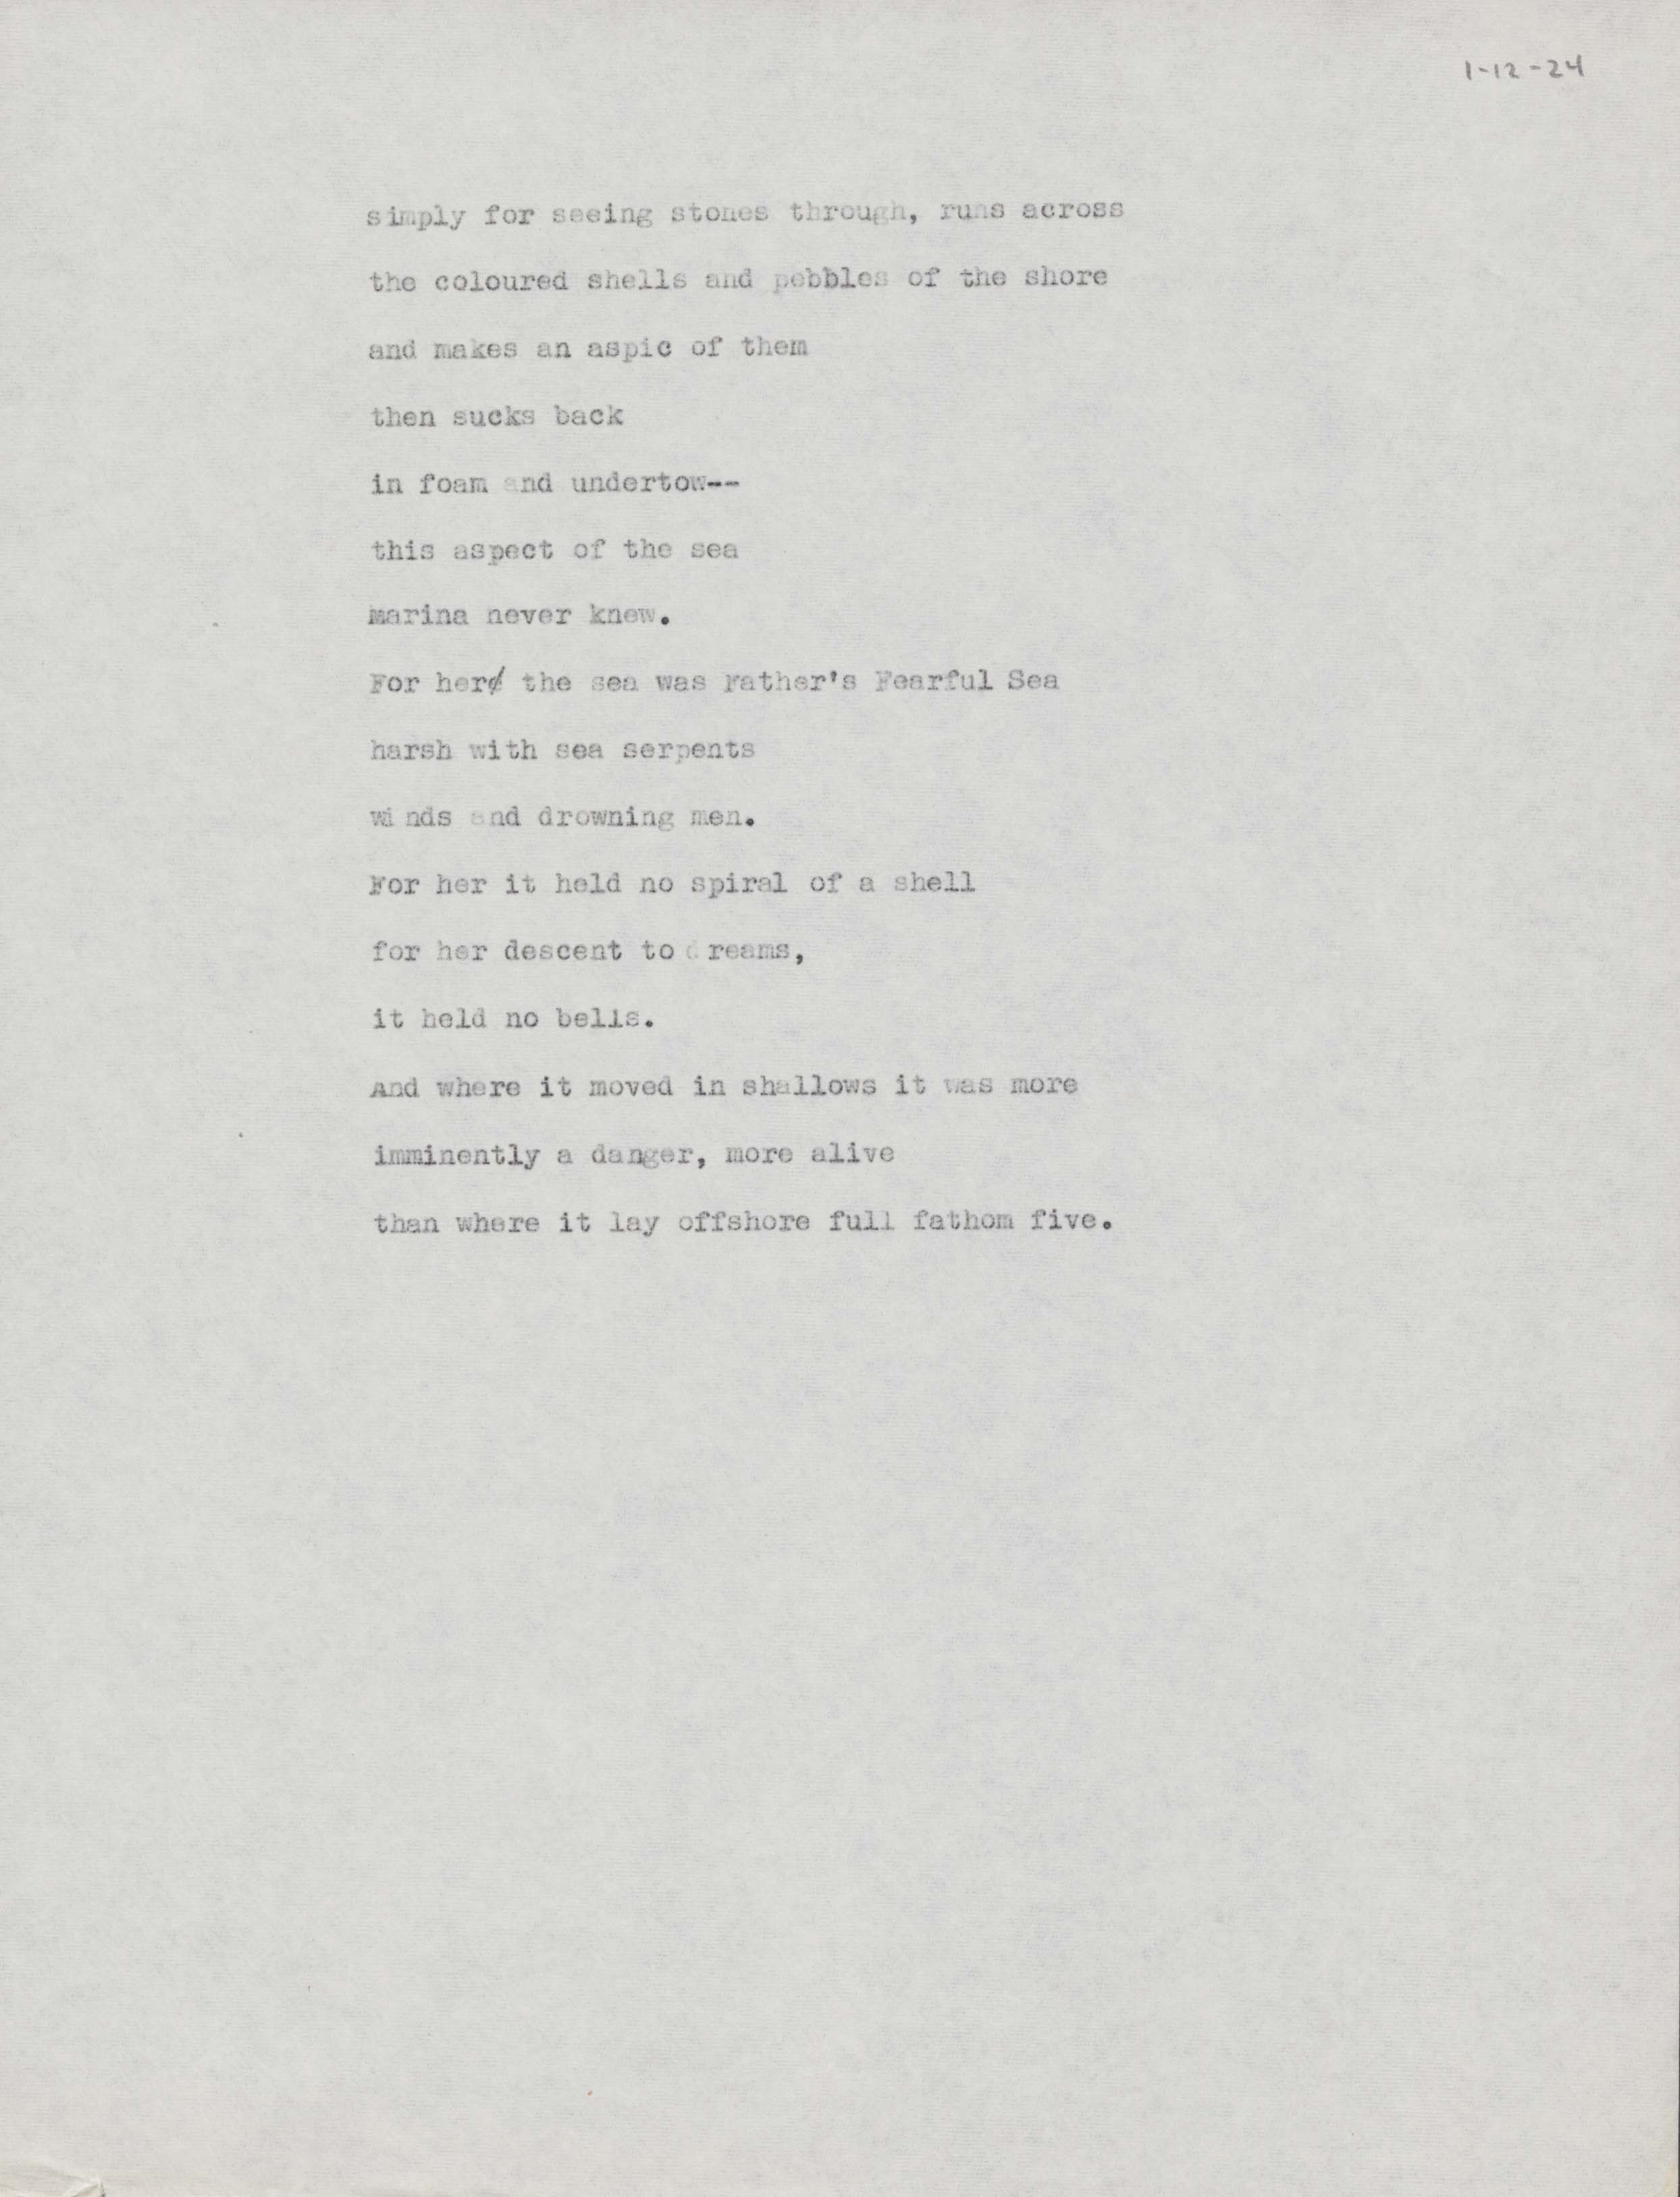 1-12-24
simply for seeing stones through, runs across
the coloured shells and pebbles of the shore
and makes an aspic of them
then sucks back
in foam and undertow--
this aspect of the sea
Marina never knew.
For her the sea was Father's Fearful Sea
harsh with sea serpents
wi nds and drowning men.
For her it held no spiral of a shell
for her descent to dreams,
it held no bells.
And where it moved in shallows it was more
imminently a danger, more alive
than where it lay offshore full fathom five.